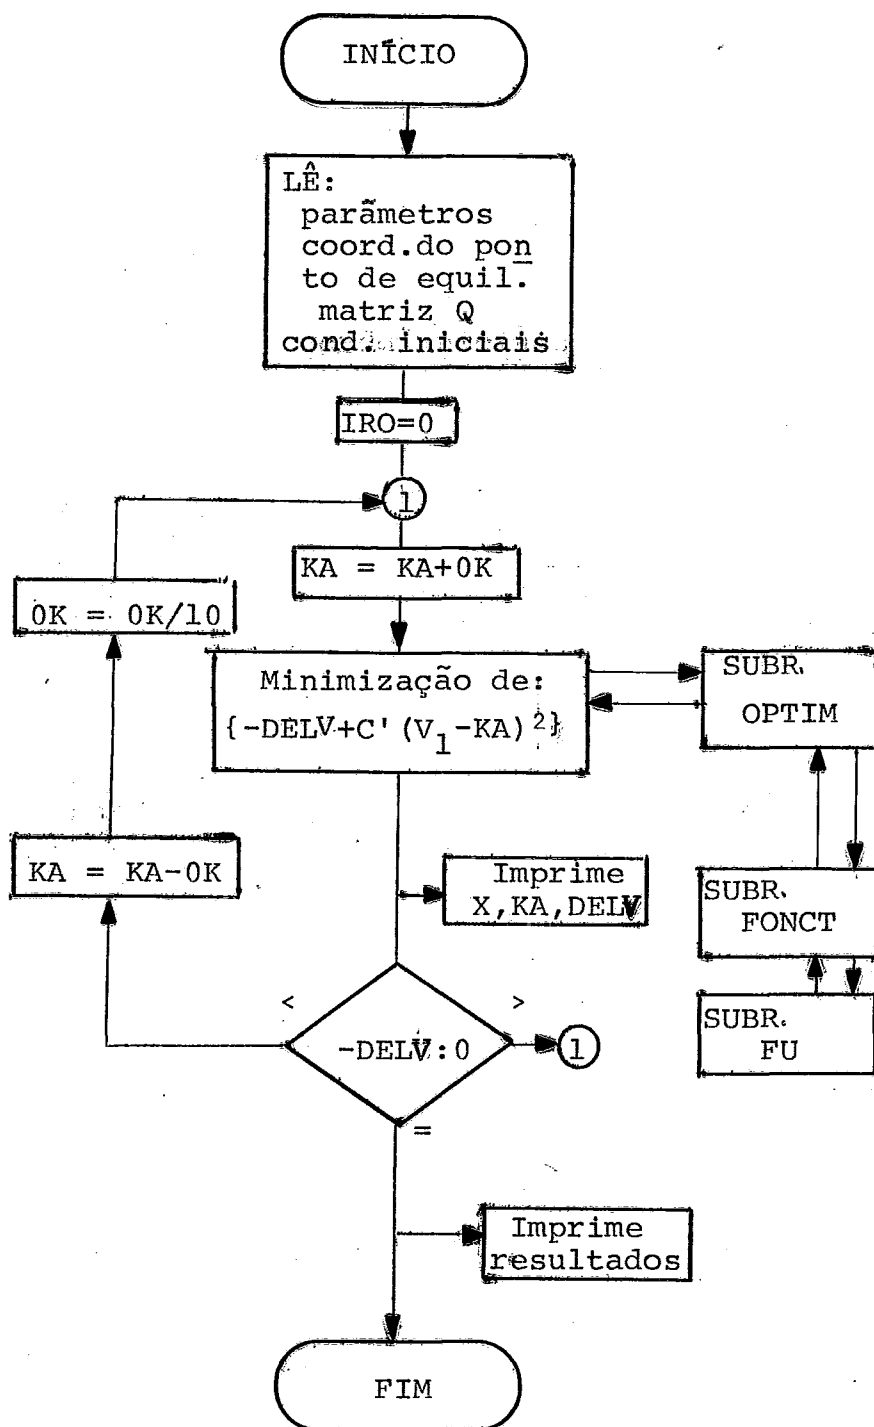 INÍCIO
LÊ:
parãmetros
coord.do pon
to de equil.
matriz Q
cond. iniciais
IRO=0
1
KA = KA+0K
0K = 0K/10
Minimização de:
{-DELV+C'(V1-KA)2}
SUBR.
OPTIM
KA = KA-0K
Imprime
X,KA,DELV
SUBR.
FONCT
<
>
-DELV:0
1
SUBR.
FU
=
Imprime
resultados
FIM